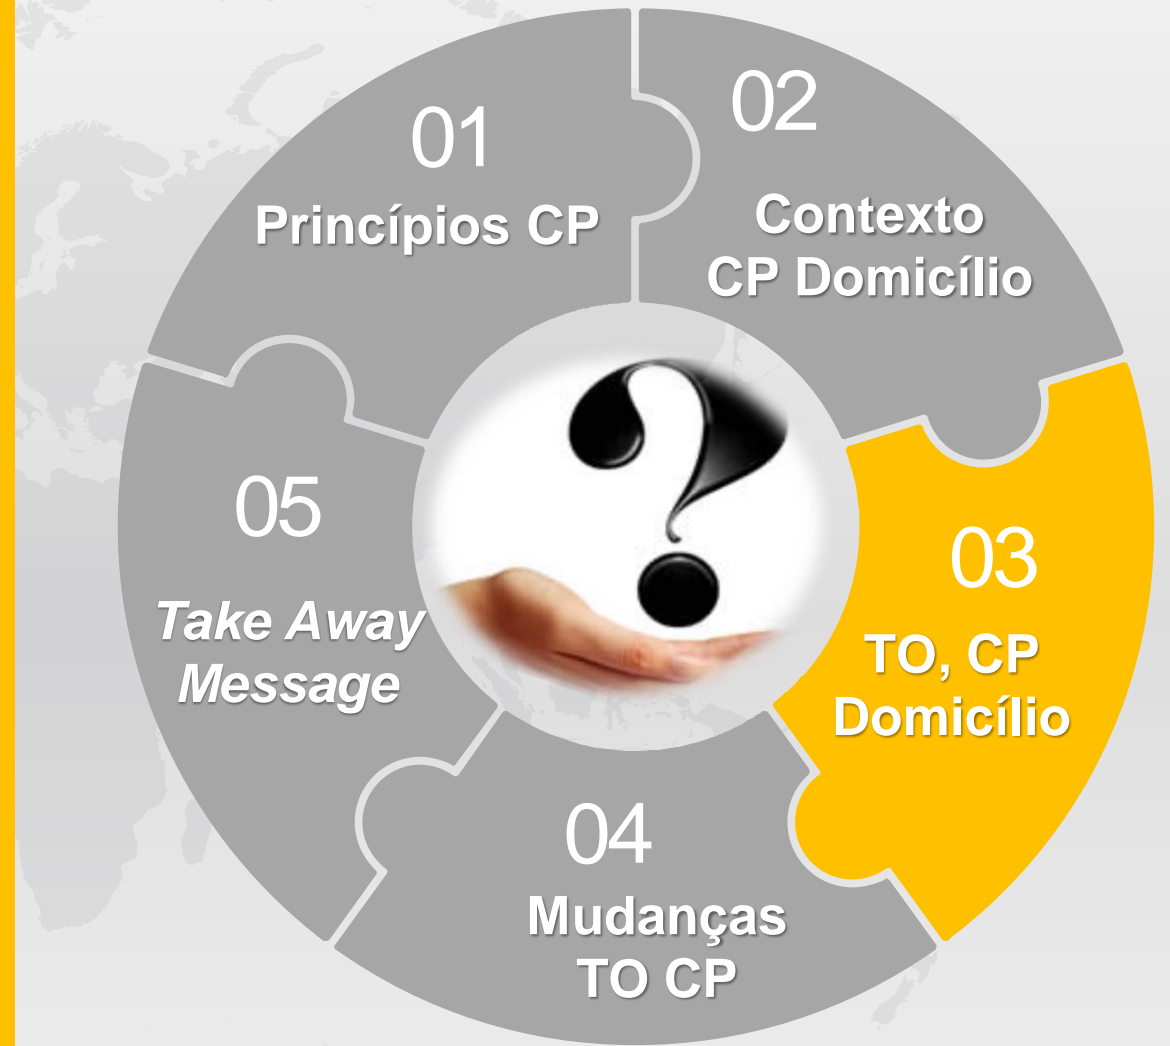 01
Princípios CP
02
Contexto
CP Domicílio
03
TO, CP
Domicílio
04
Mudanças
TO CP
05
Take Away
Message